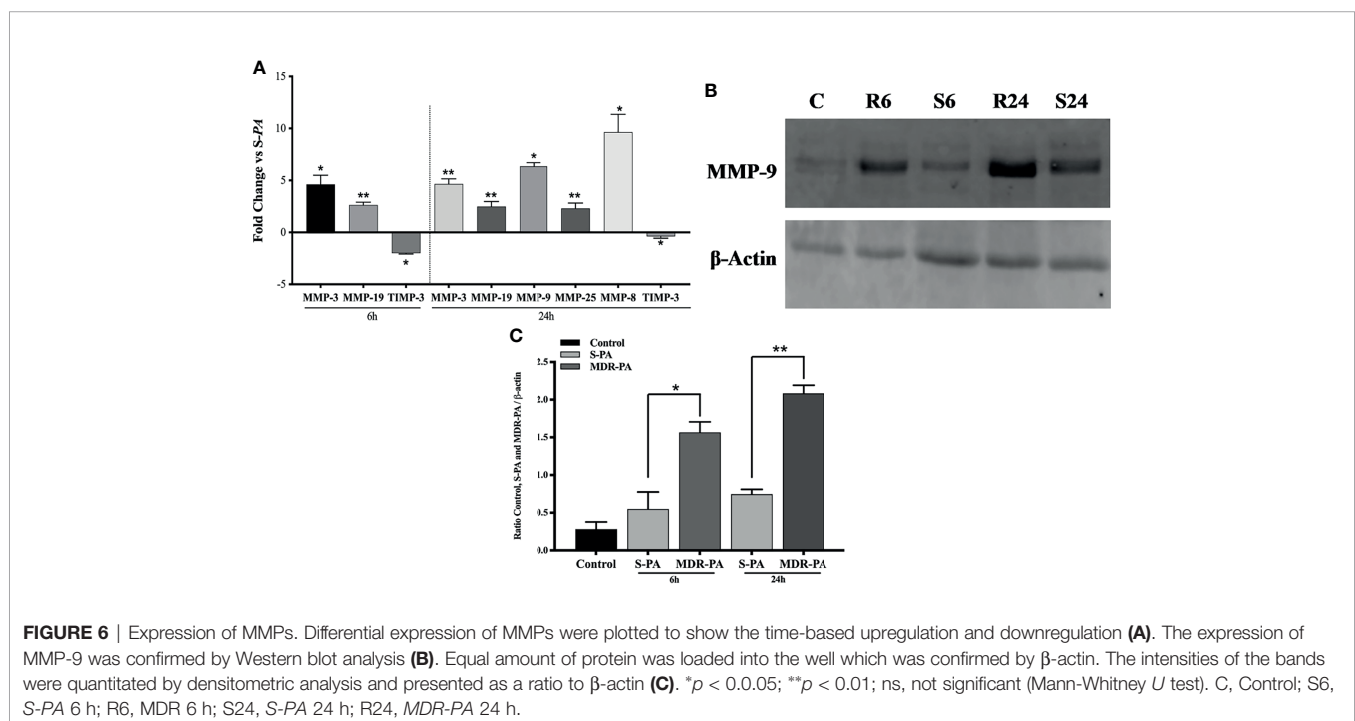 A
Fold Change vs S-PA
15
10
5
0
-5
*
**
*
**
**
*
**
*
*
MMP-3 MMP-19 TIMP-3 MMP-3 MMP-19 MMP-9 MMP-25 MMP-8 TIMP-3
6h 24h
B
C R6 S6 R24 S24
MMP-9
β-Actin
C
Control
S-PA
MDR-PA
Ratio Control, S-PA and MDR-PA / β-actin
2.5
2.0
1.5
1.0
0.5
0.0
*
**
Control S-PA MDR-PA S-PA MDR-PA
6h 24h
FIGURE 6 | Expression of MMPs. Differential expression of MMPs were plotted to show the time-based upregulation and downregulation (A). The expression of
MMP-9 was confirmed by Western blot analysis (B). Equal amount of protein was loaded into the well which was confirmed by β-actin. The intensities of the bands
were quantitated by densitometric analysis and presented as a ratio to β-actin (C). *p < 0.0.05; **p < 0.01; ns, not significant (Mann-Whitney U test). C, Control; S6,
S-PA 6 h; R6, MDR 6 h; S24, S-PA 24 h; R24, MDR-PA 24 h.